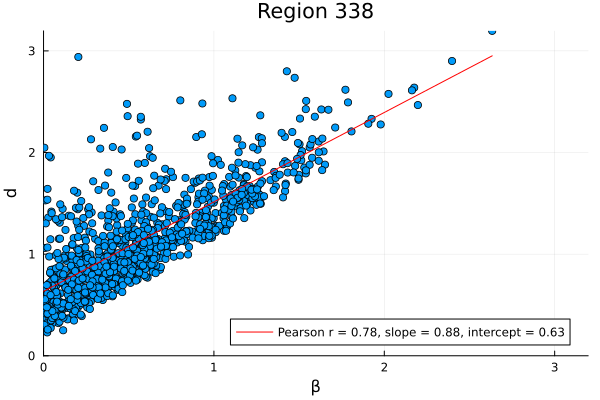 Region 338
3
2
1
0
d
0
1
2
3
β
Pearson r = 0.78, slope = 0.88, intercept = 0.63